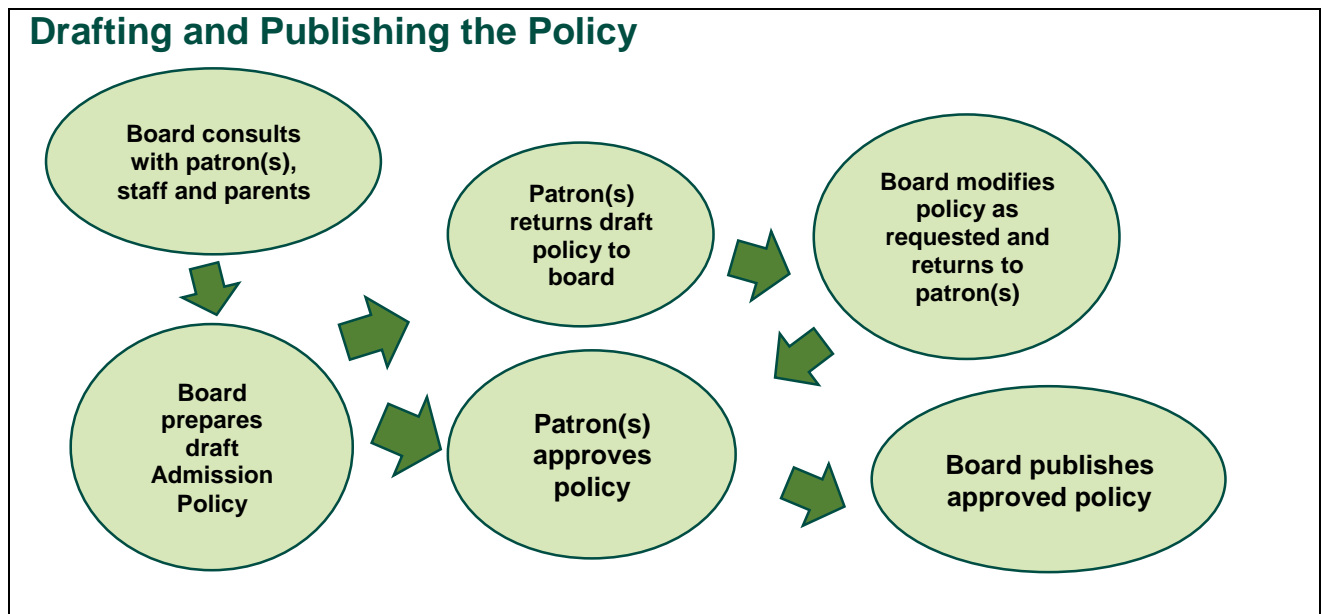 Drafting and Publishing the Policy
Board consults
with patron(s),
staff and parents
Board
prepares
draft
Admission
Policy
Patron(s)
returns draft
policy to
board
Board modifies
policy as
requested and
returns to
patron(s)
Patron(s)
approves
policy
Board publishes
approved policy